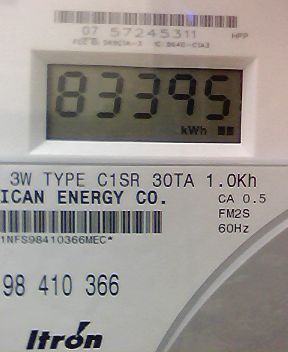 07 57245311 HPP
83395
kWh
3W TYPE C1SR 30TA 1.0Kh
ICAN ENERGY CO.
CA 0.5
FM2S
60Hz
1NFS98410366MEC*
98 410 366
Itron